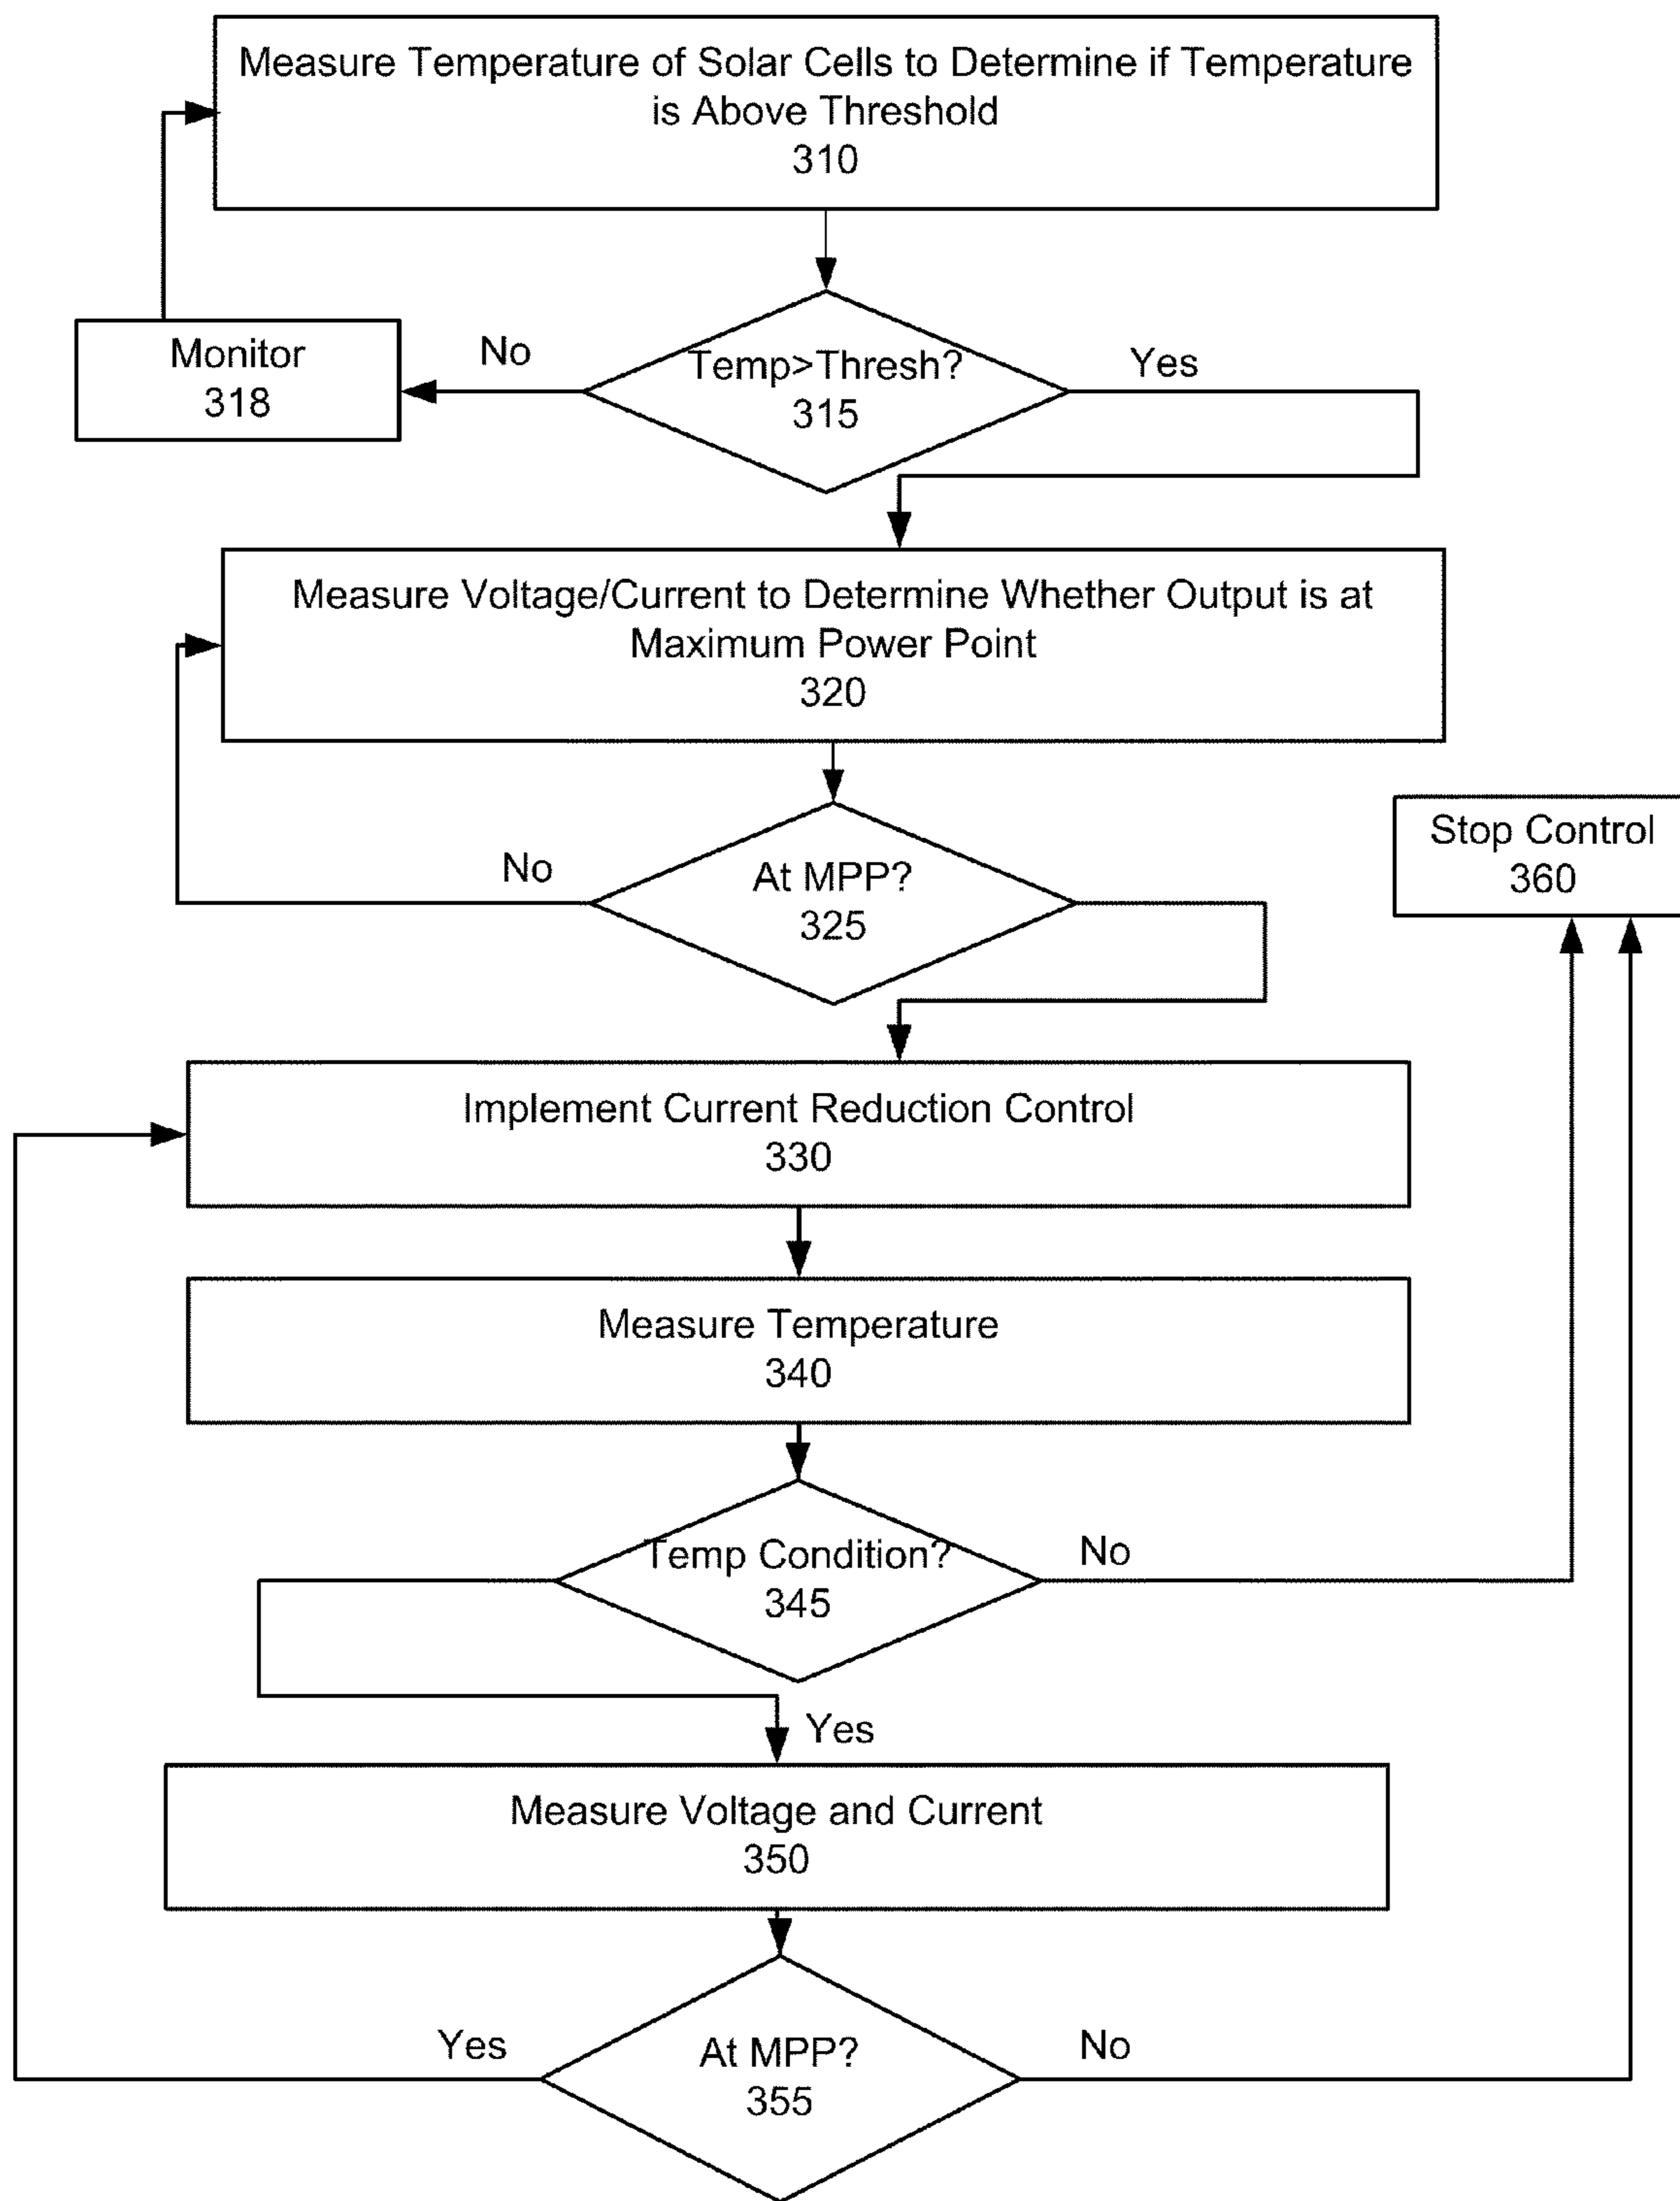 Measure Temperature of Solar Cells to Determine if Temperature
is Above Threshold
310
Monitor
318
No
Temp>Thresh?
315
Yes
Measure Voltage/Current to Determine Whether Output is at
Maximum Power Point
320
No
At MPP?
325
Stop Control
360
Implement Current Reduction Control
330
Measure Temperature
340
Temp Condition?
345
No
Yes
Measure Voltage and Current
350
Yes
At MPP?
355
No